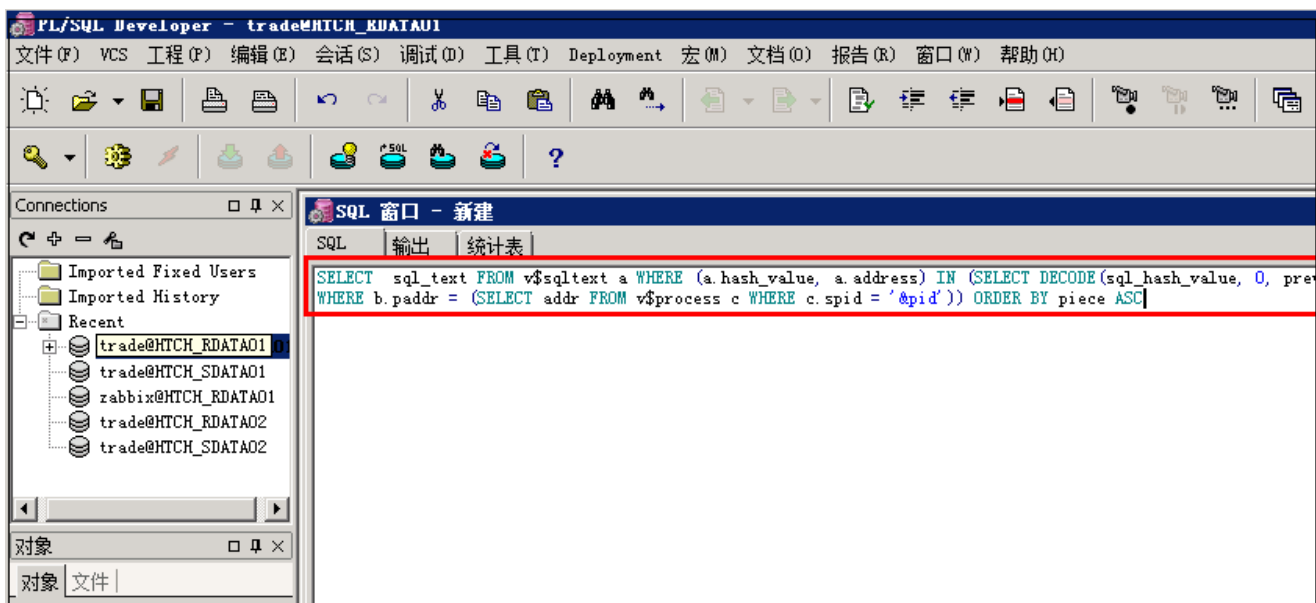 PL/SQL Developer - trade@HTCH_RDATA01
文件(F) VCS 工程(P) 编辑(E) 会话(S) 调试(D) 工具(T) Deployment 宏(M) 文档(O) 报告(R) 窗口(W) 帮助(H)
SQL
?
Connections
SQL 窗口 - 新建
SQL 输出 统计表
Imported Fixed Users
Imported History
Recent
trade@HTCH_RDATA01
trade@HTCH_SDATA01
zabbix@HTCH_RDATA01
trade@HTCH_RDATA02
trade@HTCH_SDATA02
SELECT sql_text FROM v$sqltext a WHERE (a.hash_value, a.address) IN (SELECT DECODE(sql_hash_value, 0, prev
WHERE b.paddr = (SELECT addr FROM v$process c WHERE c.spid = '&pid')) ORDER BY piece ASC
对象
对象 文件